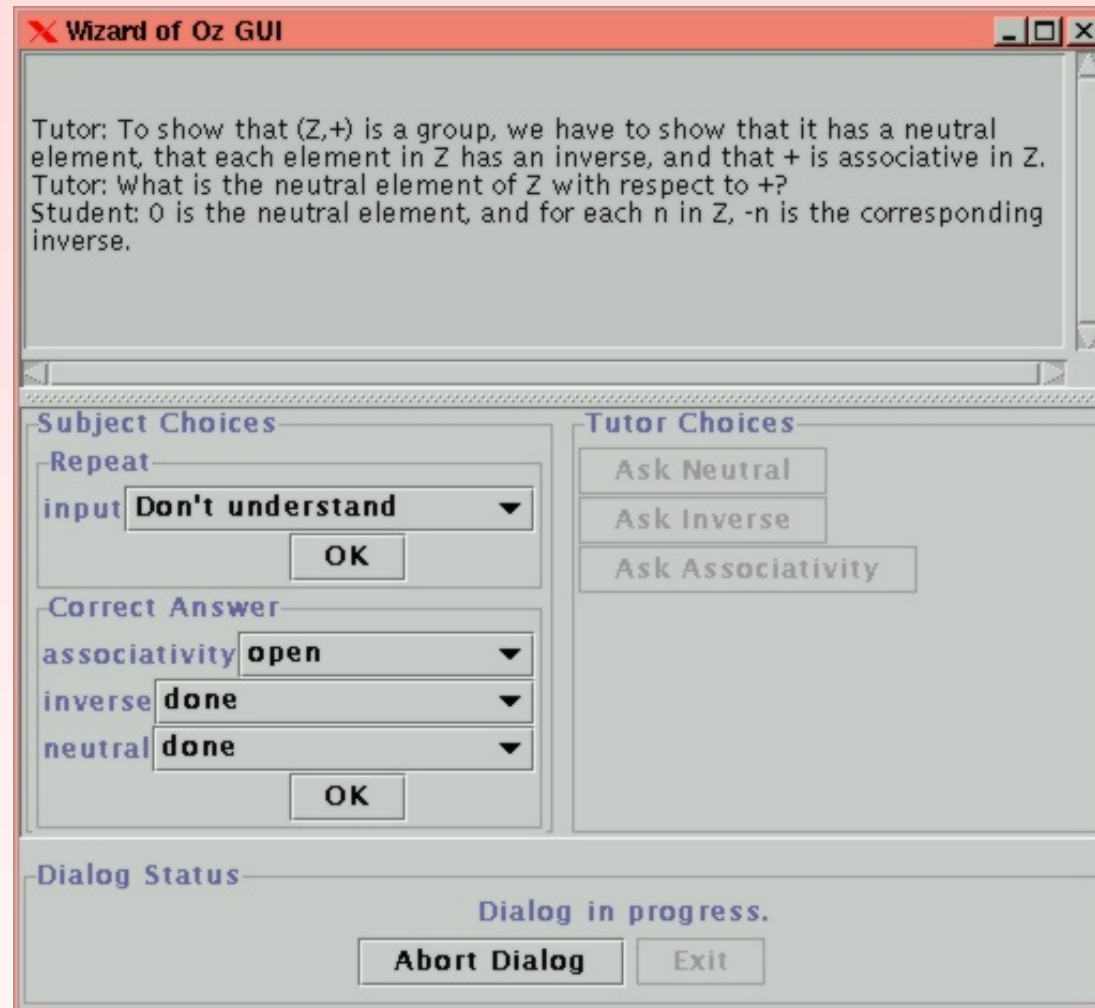 Wizard of Oz GUI
Tutor: To show that (Z,+) is a group, we have to show that it has a neutral
element, that each element in Z has an inverse, and that + is associative in Z.
Tutor: What is the neutral element of Z with respect to +?
Student: 0 is the neutral element, and for each n in Z, -n is the corresponding
inverse.
Subject Choices
Repeat
input Don't understand
OK
Correct Answer
associativity open
inverse done
neutral done
OK
Tutor Choices
Ask Neutral
Ask Inverse
Ask Associativity
Dialog Status
Dialog in progress.
Abort Dialog Exit